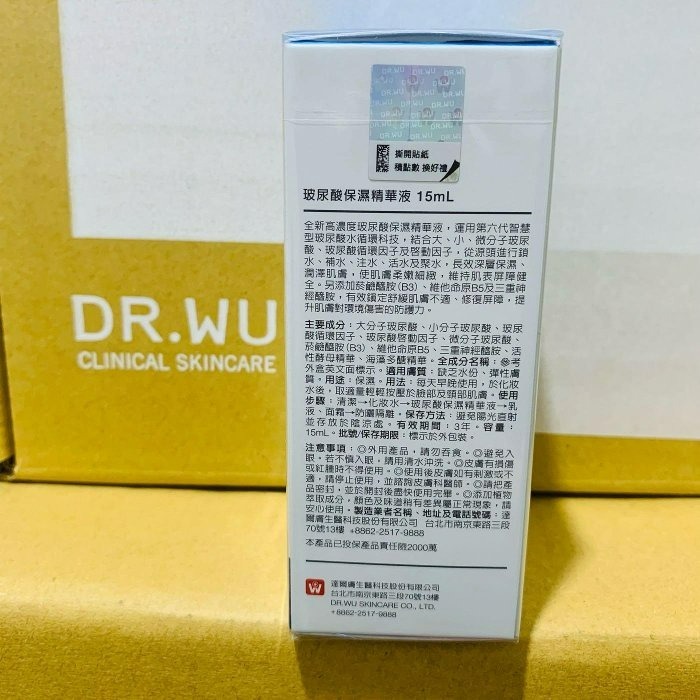 DR.WU
CLINICAL SKINCARE
DR.WU
撕開貼紙
積點數 換好禮
玻尿酸保濕精華液 15mL
全新高濃度玻尿酸保濕精華液，運用第六代智慧
型玻尿酸水循環科技，結合大、小、微分子玻尿
酸、玻尿酸循環因子及啓動因子，從源頭進行鎖
水、補水、注水、活水及聚水，長效深層保濕、
潤澤肌膚，使肌膚柔嫩細緻，維持肌表屏障健
全。另添加菸鹼醯胺(B3)、維他命原B5及三重神
經醯胺，有效鎖定舒緩肌膚不適、修復屏障，提
升肌膚對環境傷害的防護力。
主要成分：大分子玻尿酸、小分子玻尿酸、玻尿
酸循環因子、玻尿酸啓動因子、微分子玻尿酸、
菸鹼醯胺(B3)、維他命原B5、三重神經醯胺、活
性酵母精華、海藻多醣精華。全成分名稱：參考
外盒英文面標示。適用膚質：缺乏水份、彈性膚
質。用途：保濕。用法：每天早晚使用，於化妝
水後，取適量輕輕按壓於臉部及頸部肌膚。使用
步驟：清潔→化妝水→玻尿酸保濕精華液→乳
液、面霜→防曬隔離。保存方法：避免陽光直射
並存放於陰涼處。有效期間：3年。容量：
15mL。批號/保存期限：標示於外包裝。
注意事項：◎外用產品，請勿吞食。◎避免入
眼。若不慎入眼，請用清水沖洗。◎皮膚有損傷
或紅腫時不得使用。◎使用後皮膚如有刺激或不
適，請停止使用，並諮詢皮膚科醫師。◎請把產
品密封，並於開封後盡快使用完畢。◎添加植物
萃取成分，顏色及味道稍有差異屬正常現象，請
安心使用。製造業者名稱、地址及電話號碼：達
爾膚生醫科技股份有限公司 台北市南京東路三段
70號13樓 +8862-2517-9888
本產品已投保產品責任險2000萬
達爾膚生醫科技股份有限公司
台北市南京東路三段70號13樓
DR.WU SKINCARE CO., LTD.
+8862-2517-9888